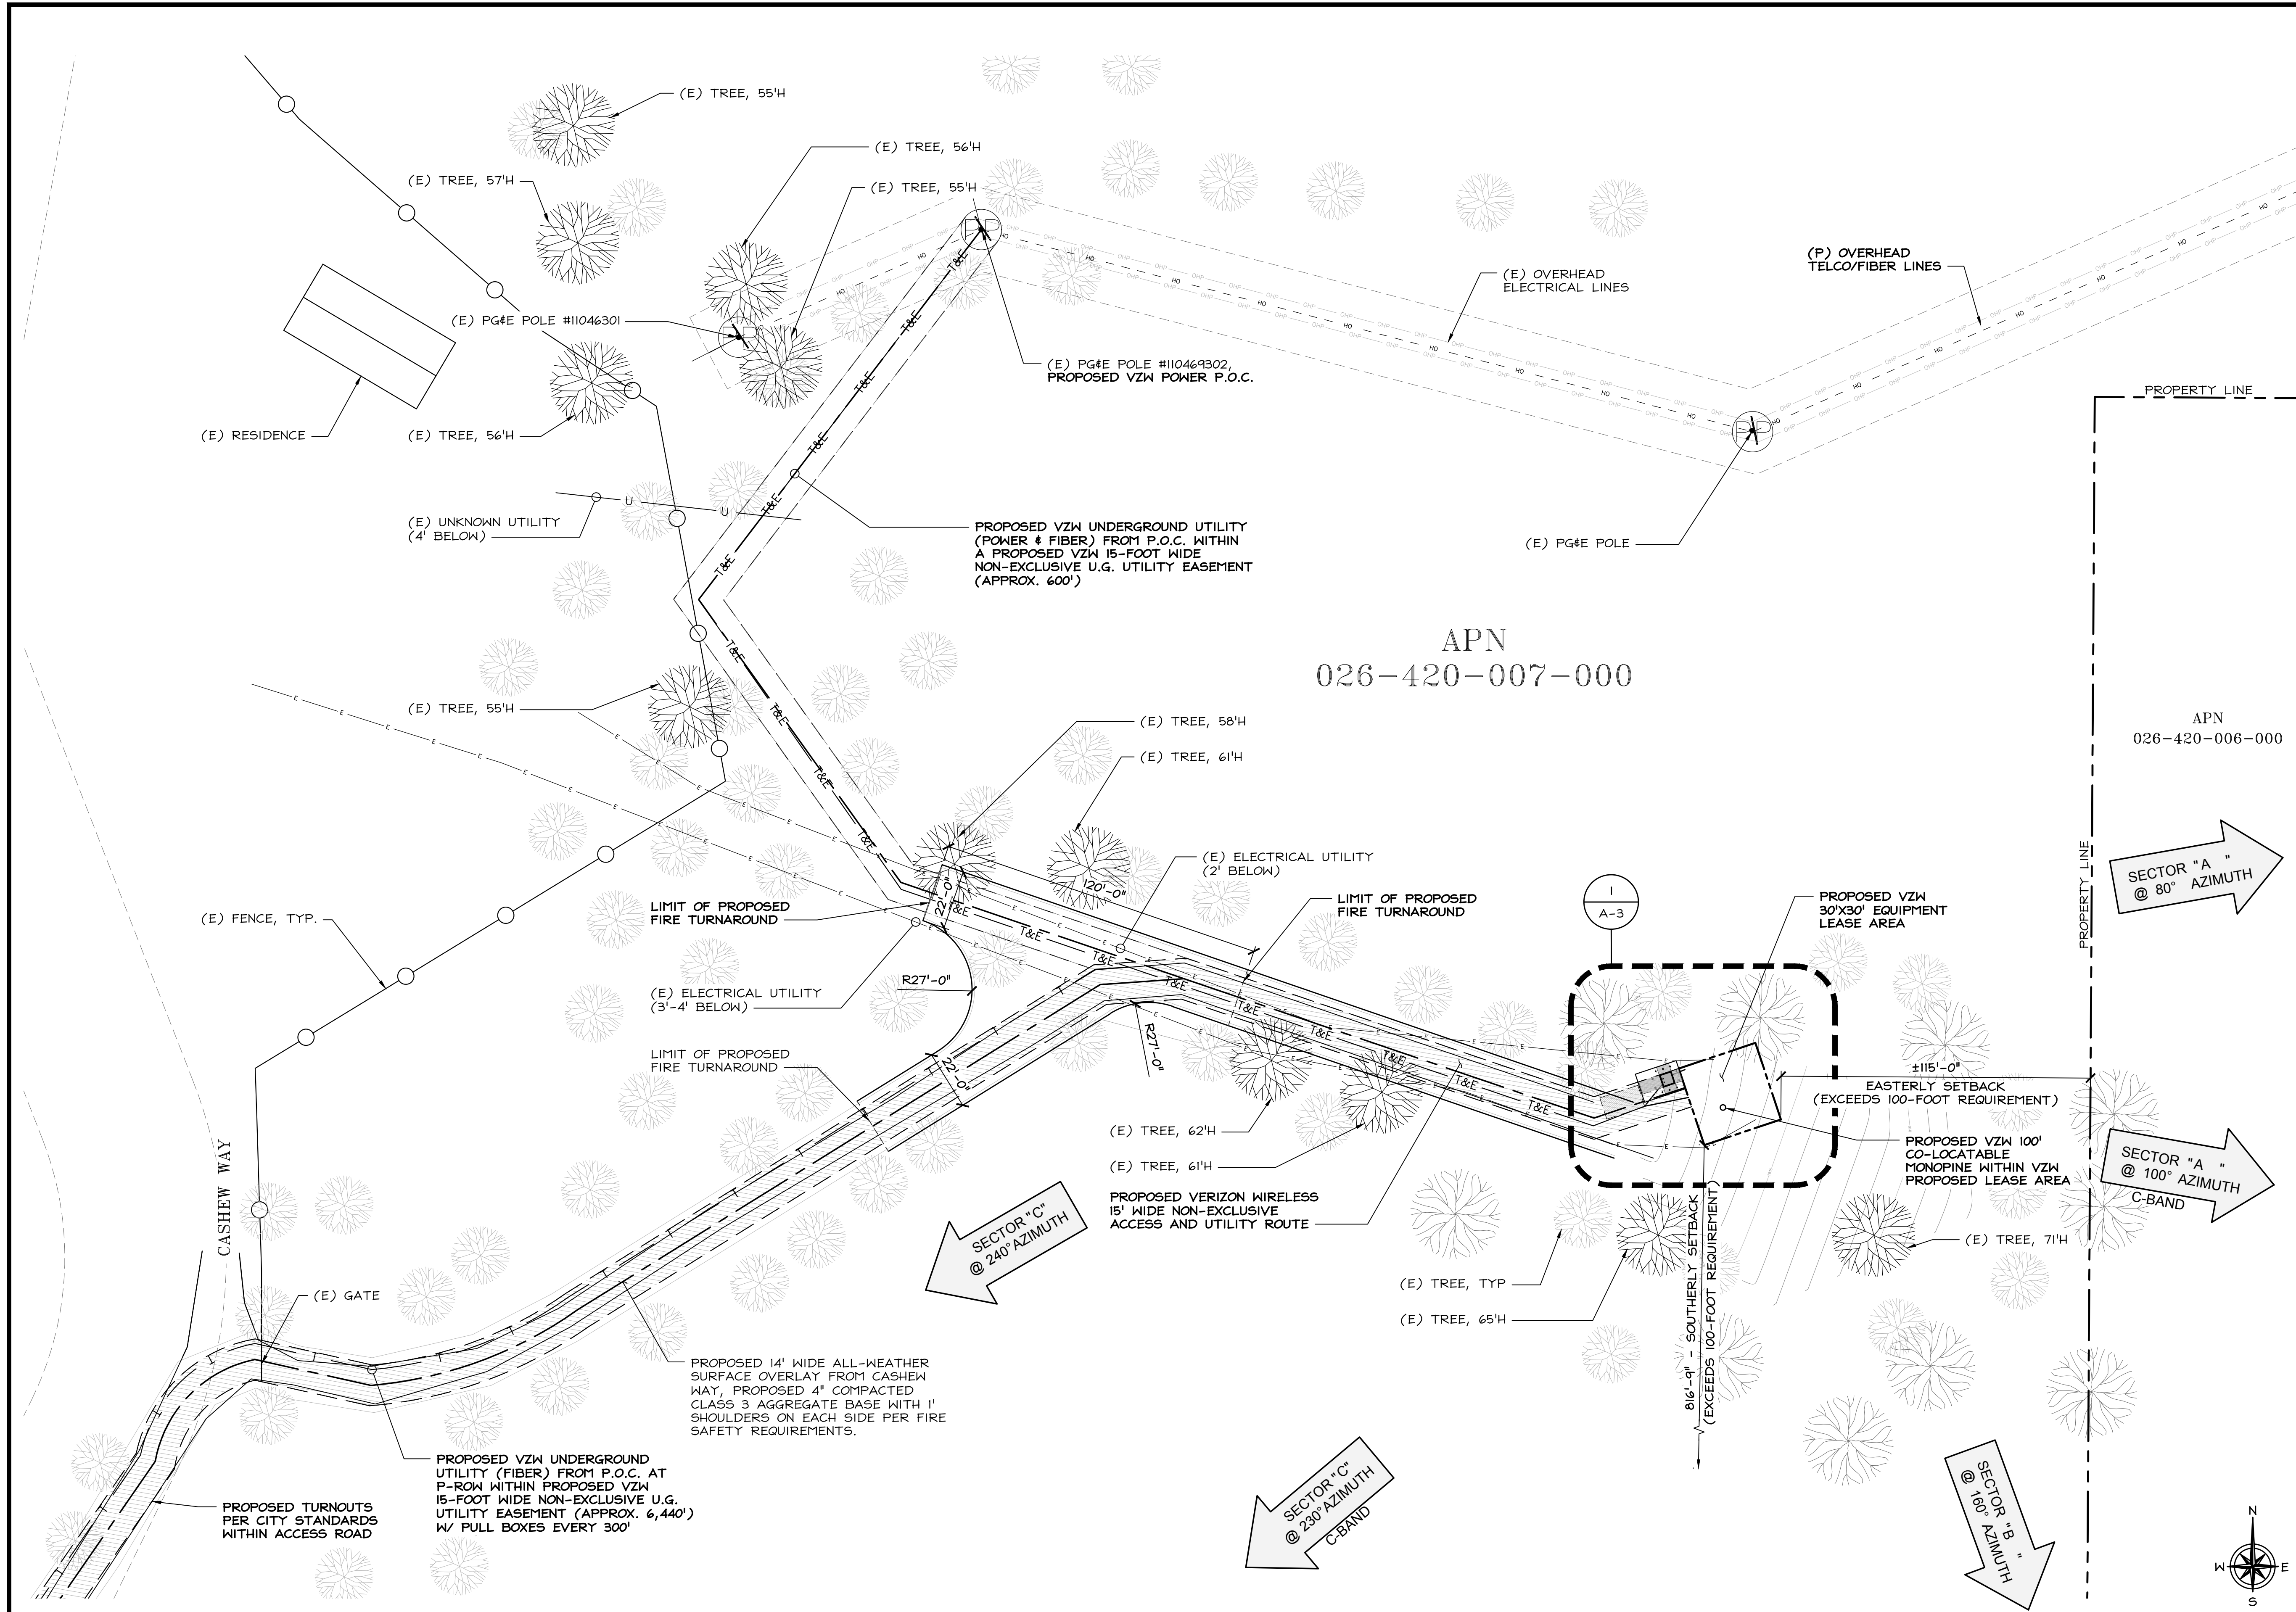 (E) TREE, 55'H
(E) TREE, 56'H
(E) TREE, 57'H
(E) TREE, 55'H
(E) PG&E POLE #11046301
(E) RESIDENCE
(E) TREE, 56'H
(E) OVERHEAD
ELECTRICAL LINES
(P) OVERHEAD
TELCO/FIBER LINES
(E) PG&E POLE #110469302,
PROPOSED VZW POWER P.O.C.
PROPERTY LINE
(E) UNKNOWN UTILITY
(4' BELOW)
PROPOSED VZW UNDERGROUND UTILITY
(POWER & FIBER) FROM P.O.C. WITHIN
A PROPOSED VZW 15-FOOT WIDE
NON-EXCLUSIVE U.G. UTILITY EASEMENT
(APPROX. 600')
(E) PG&E POLE
APN
026-420-007-000
APN
026-420-006-000
(E) TREE, 55'H
(E) TREE, 58'H
(E) TREE, 61'H
(E) ELECTRICAL UTILITY
(2' BELOW)
LIMIT OF PROPOSED
FIRE TURNAROUND
120'-0"
22'-0"
LIMIT OF PROPOSED
FIRE TURNAROUND
1
A-3
PROPOSED VZW
30'X30' EQUIPMENT
LEASE AREA
PROPERTY LINE
SECTOR "A "
@ 80° AZIMUTH
(E) FENCE, TYP.
R27'-0"
(E) ELECTRICAL UTILITY
(3'-4' BELOW)
LIMIT OF PROPOSED
FIRE TURNAROUND
22'-0"
R27'-0"
±115'-0"
EASTERLY SETBACK
(EXCEEDS 100-FOOT REQUIREMENT)
(E) TREE, 62'H
(E) TREE, 61'H
PROPOSED VERIZON WIRELESS
15' WIDE NON-EXCLUSIVE
ACCESS AND UTILITY ROUTE
PROPOSED VZW 100'
CO-LOCATABLE
MONOPINE WITHIN VZW
PROPOSED LEASE AREA
SECTOR "A "
@ 100° AZIMUTH
C-BAND
CASHEW WAY
SECTOR "C"
@ 240° AZIMUTH
(E) TREE, 71'H
(E) TREE, TYP
(E) TREE, 65'H
816'-9" - SOUTHERLY SETBACK
(EXCEEDS 100-FOOT REQUIREMENT)
(E) GATE
PROPOSED 14' WIDE ALL-WEATHER
SURFACE OVERLAY FROM CASHEW
WAY, PROPOSED 4" COMPACTED
CLASS 3 AGGREGATE BASE WITH 1'
SHOULDERS ON EACH SIDE PER FIRE
SAFETY REQUIREMENTS.
PROPOSED VZW UNDERGROUND
UTILITY (FIBER) FROM P.O.C. AT
P-ROW WITHIN PROPOSED VZW
15-FOOT WIDE NON-EXCLUSIVE U.G.
UTILITY EASEMENT (APPROX. 6,440')
W/ PULL BOXES EVERY 300'
PROPOSED TURNOUTS
PER CITY STANDARDS
WITHIN ACCESS ROAD
SECTOR "C"
@ 230° AZIMUTH
C-BAND
SECTOR "B "
@ 160° AZIMUTH
N
W E
S